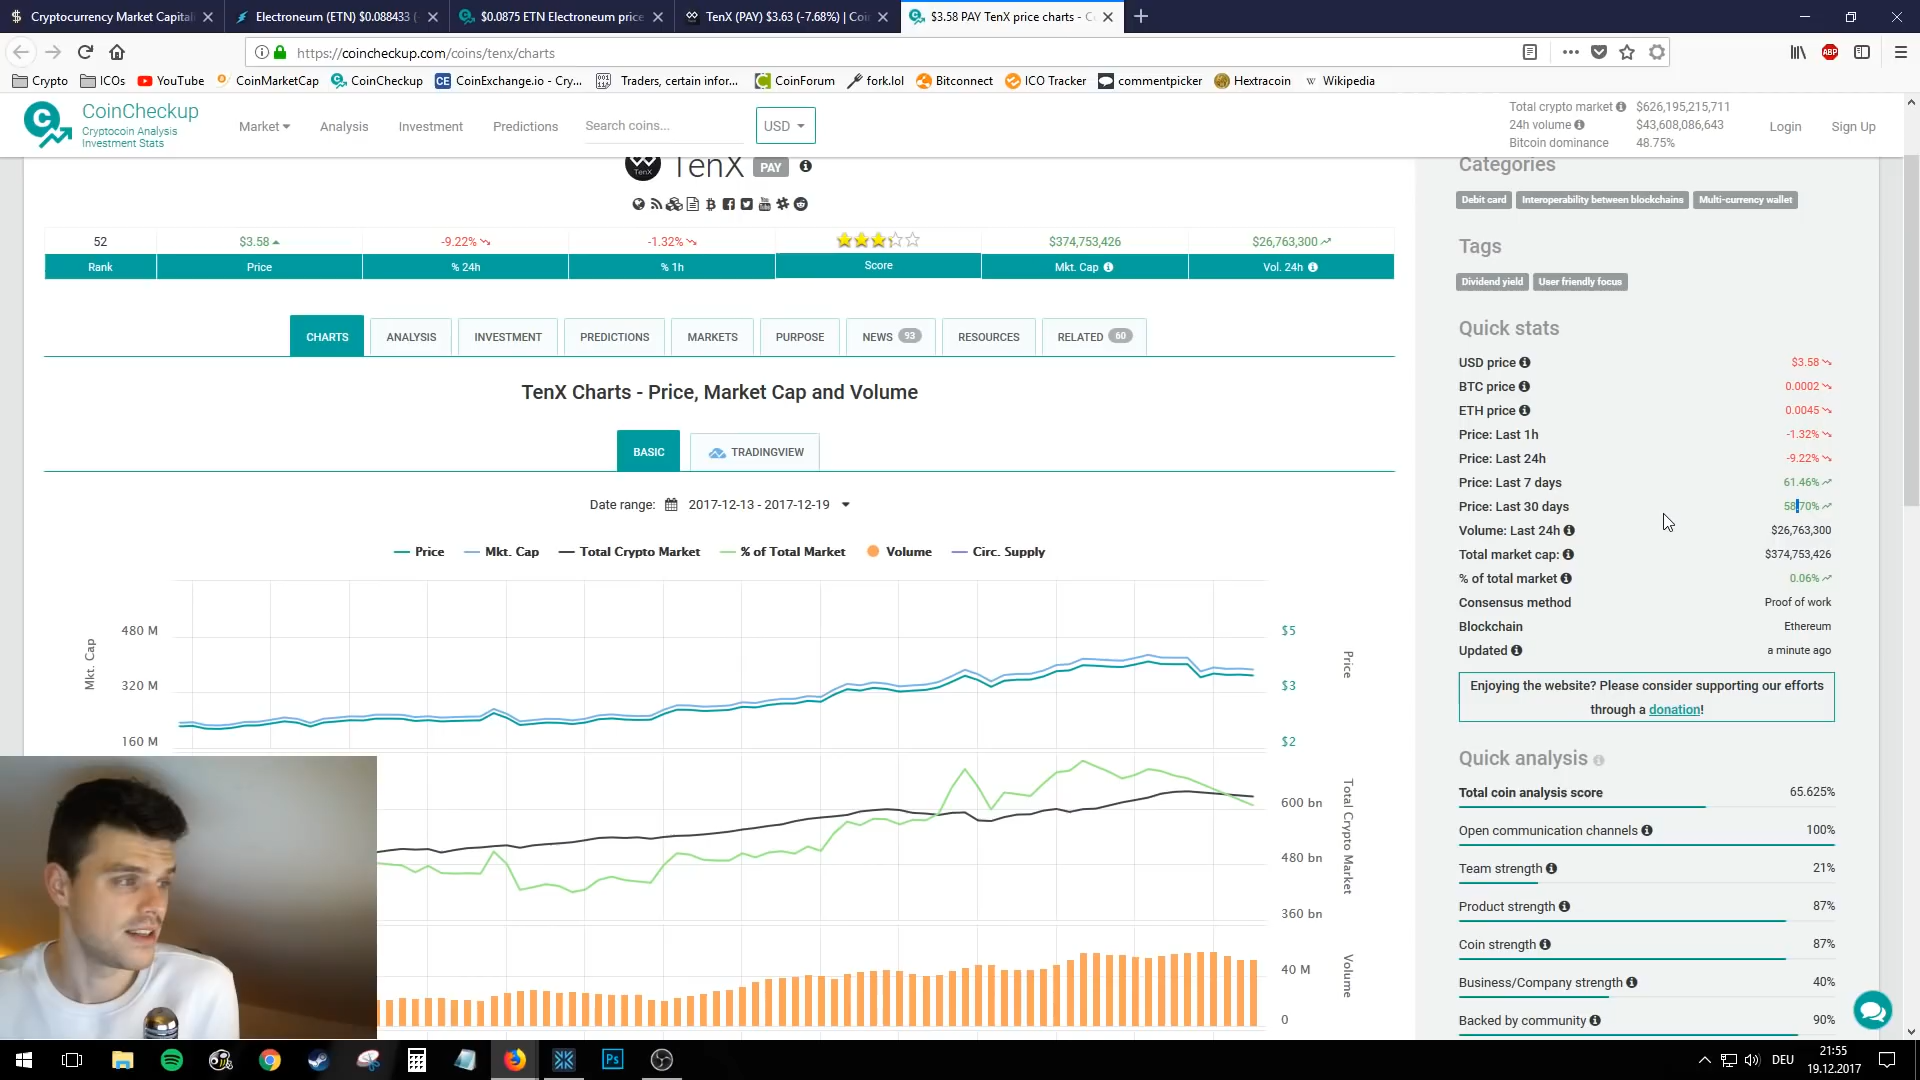 Cryptocurrency Market Capital
Electroneum (ETN) $0.088433 (
$0.0875 ETN Electroneum price
TenX (PAY) $3.63 (-7.68%) | Coi
$3.58 PAY TenX price charts - C
https://coincheckup.com/coins/tenx/charts
ABP
Crypto
ICOs
YouTube
CoinMarketCap
CoinCheckup
CE CoinExchange.io - Cry...
Traders, certain infor...
CoinForum
fork.lol
Bitconnect
ICO Tracker
commentpicker
Hextracoin
W Wikipedia
CoinCheckup
Cryptocoin Analysis
Investment Stats
Market
Analysis
Investment
Predictions
Search coins...
USD
Total crypto market $626,195,215,711
24h volume $43,608,086,643
Bitcoin dominance 48.75%
Login
Sign Up
TenX
TenX PAY
52 $3.58 -9.22% -1.32% $374,753,426 $26,763,300
Rank Price % 24h % 1h Score Mkt. Cap Vol. 24h
CHARTS ANALYSIS INVESTMENT PREDICTIONS MARKETS PURPOSE NEWS 93 RESOURCES RELATED 60
TenX Charts - Price, Market Cap and Volume
BASIC TRADINGVIEW
Date range: 2017-12-13 - 2017-12-19
Price Mkt. Cap Total Crypto Market % of Total Market Volume Circ. Supply
480 M
320 M
160 M
Mkt. Cap
$5
$3
$2
Price
600 bn
480 bn
360 bn
Total Crypto Market
40 M
0
Volume
Categories
Debit card Interoperability between blockchains Multi-currency wallet
Tags
Dividend yield User friendly focus
Quick stats
USD price $3.58
BTC price 0.0002
ETH price 0.0045
Price: Last 1h -1.32%
Price: Last 24h -9.22%
Price: Last 7 days 61.46%
Price: Last 30 days 58.70%
Volume: Last 24h $26,763,300
Total market cap: $374,753,426
% of total market 0.06%
Consensus method Proof of work
Blockchain Ethereum
Updated a minute ago
Enjoying the website? Please consider supporting our efforts
through a donation!
Quick analysis
Total coin analysis score 65.625%
Open communication channels 100%
Team strength 21%
Product strength 87%
Coin strength 87%
Business/Company strength 40%
Backed by community 90%
Ps
DEU
21:55
19.12.2017